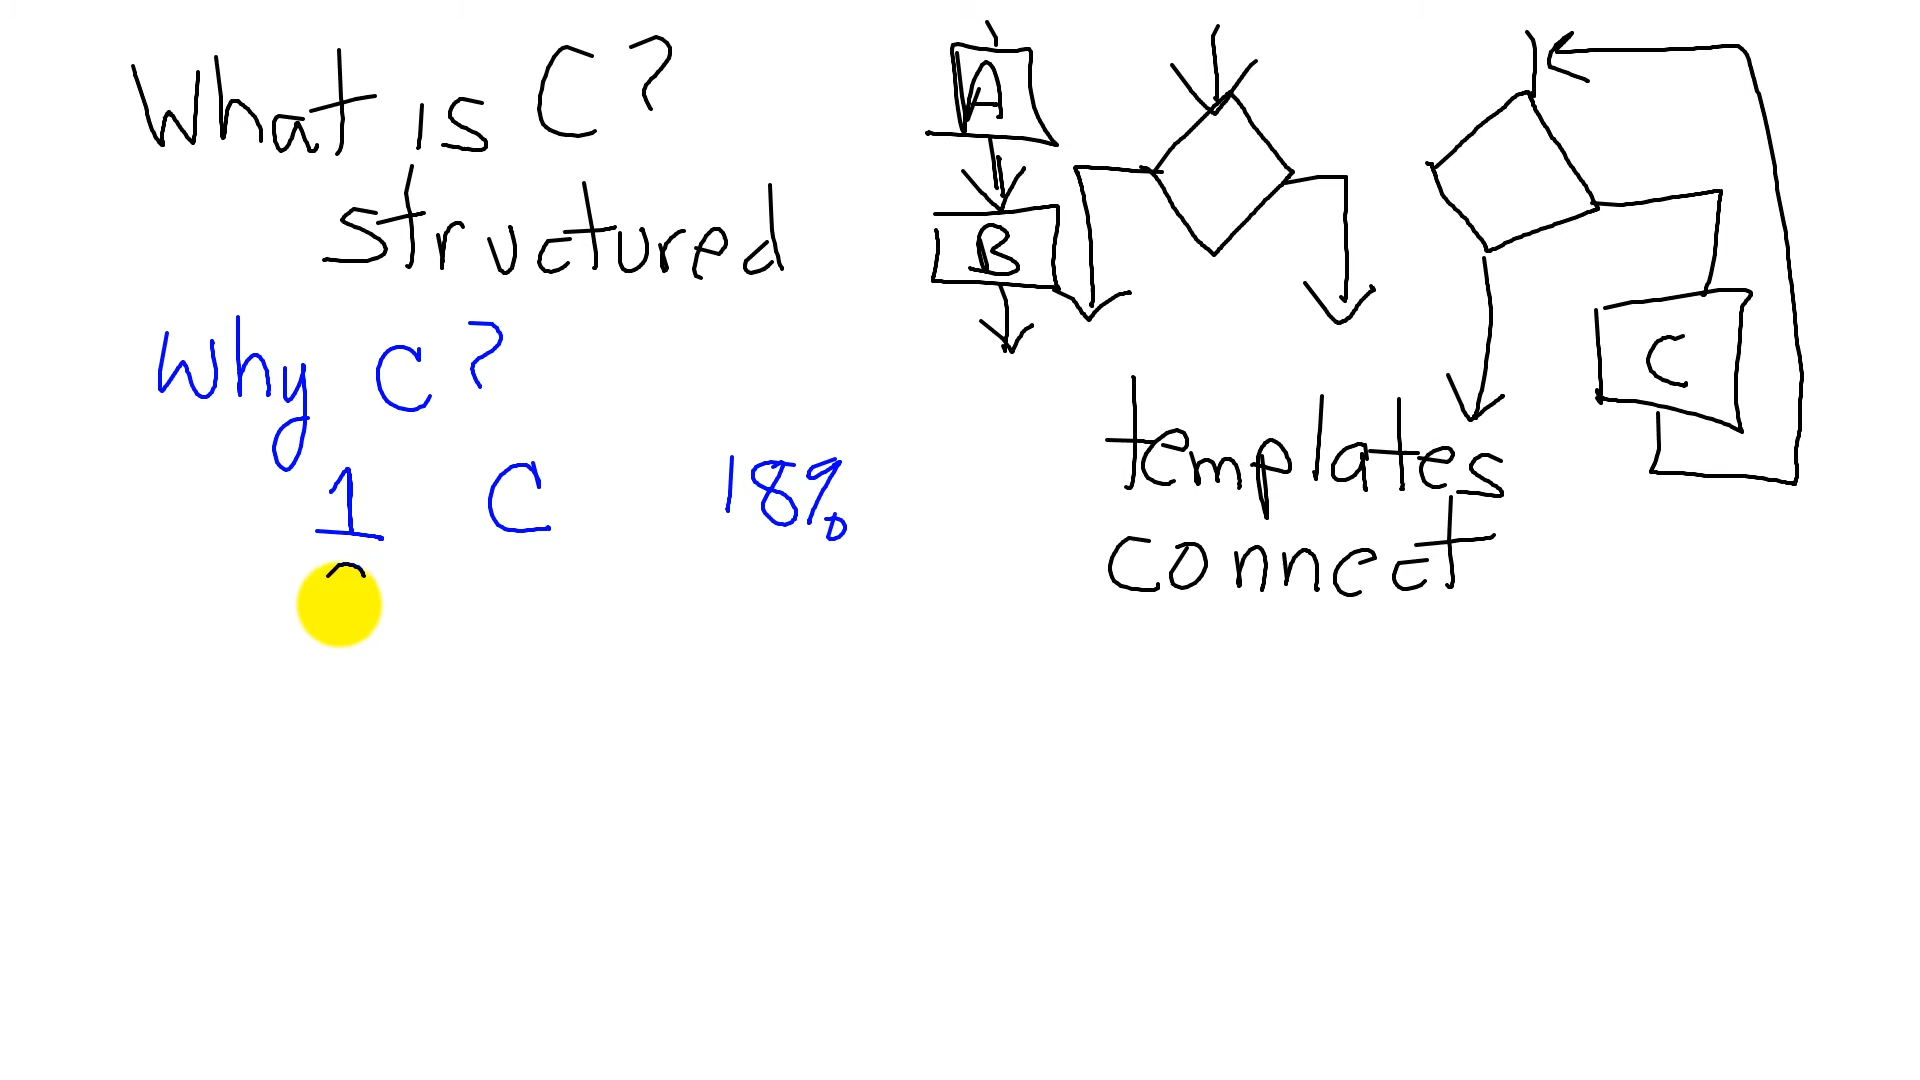 What is C?
structured
Why C?
1 C 18%
A
B
C
templates
connect